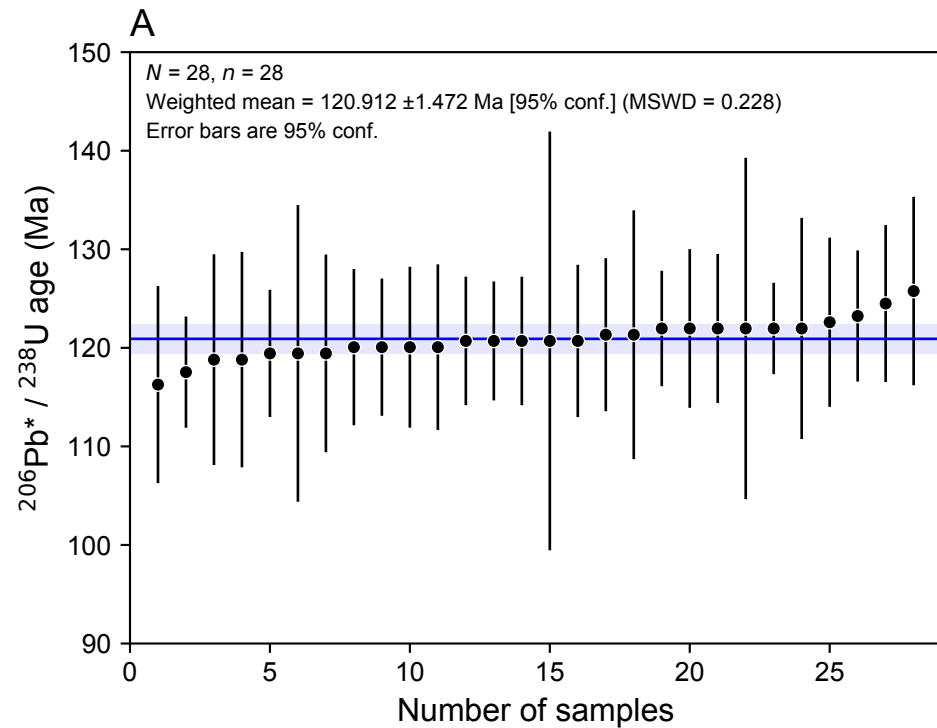 A
N = 28, n = 28
Weighted mean = 120.912 ±1.472 Ma [95% conf.] (MSWD = 0.228)
Error bars are 95% conf.
²⁰⁶Pb* / ²³⁸U age (Ma)
150
140
130
120
110
100
90
0 5 10 15 20 25
Number of samples